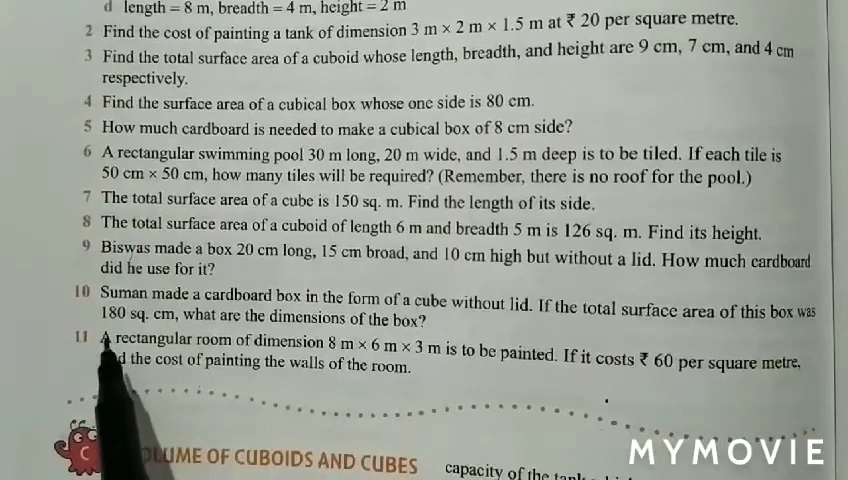 d length = 8 m, breadth = 4 m, height = 2 m
2 Find the cost of painting a tank of dimension 3 m × 2 m × 1.5 m at ₹ 20 per square metre.
3 Find the total surface area of a cuboid whose length, breadth, and height are 9 cm, 7 cm, and 4 cm
respectively.
4 Find the surface area of a cubical box whose one side is 80 cm.
5 How much cardboard is needed to make a cubical box of 8 cm side?
6 A rectangular swimming pool 30 m long, 20 m wide, and 1.5 m deep is to be tiled. If each tile is
50 cm × 50 cm, how many tiles will be required? (Remember, there is no roof for the pool.)
7 The total surface area of a cube is 150 sq. m. Find the length of its side.
8 The total surface area of a cuboid of length 6 m and breadth 5 m is 126 sq. m. Find its height.
9 Biswas made a box 20 cm long, 15 cm broad, and 10 cm high but without a lid. How much cardboard
did he use for it?
10 Suman made a cardboard box in the form of a cube without lid. If the total surface area of this box was
180 sq. cm, what are the dimensions of the box?
11 A rectangular room of dimension 8 m × 6 m × 3 m is to be painted. If it costs ₹ 60 per square metre,
the cost of painting the walls of the room.
C OLUME OF CUBOIDS AND CUBES
capacity of the tank
MYMOVIE